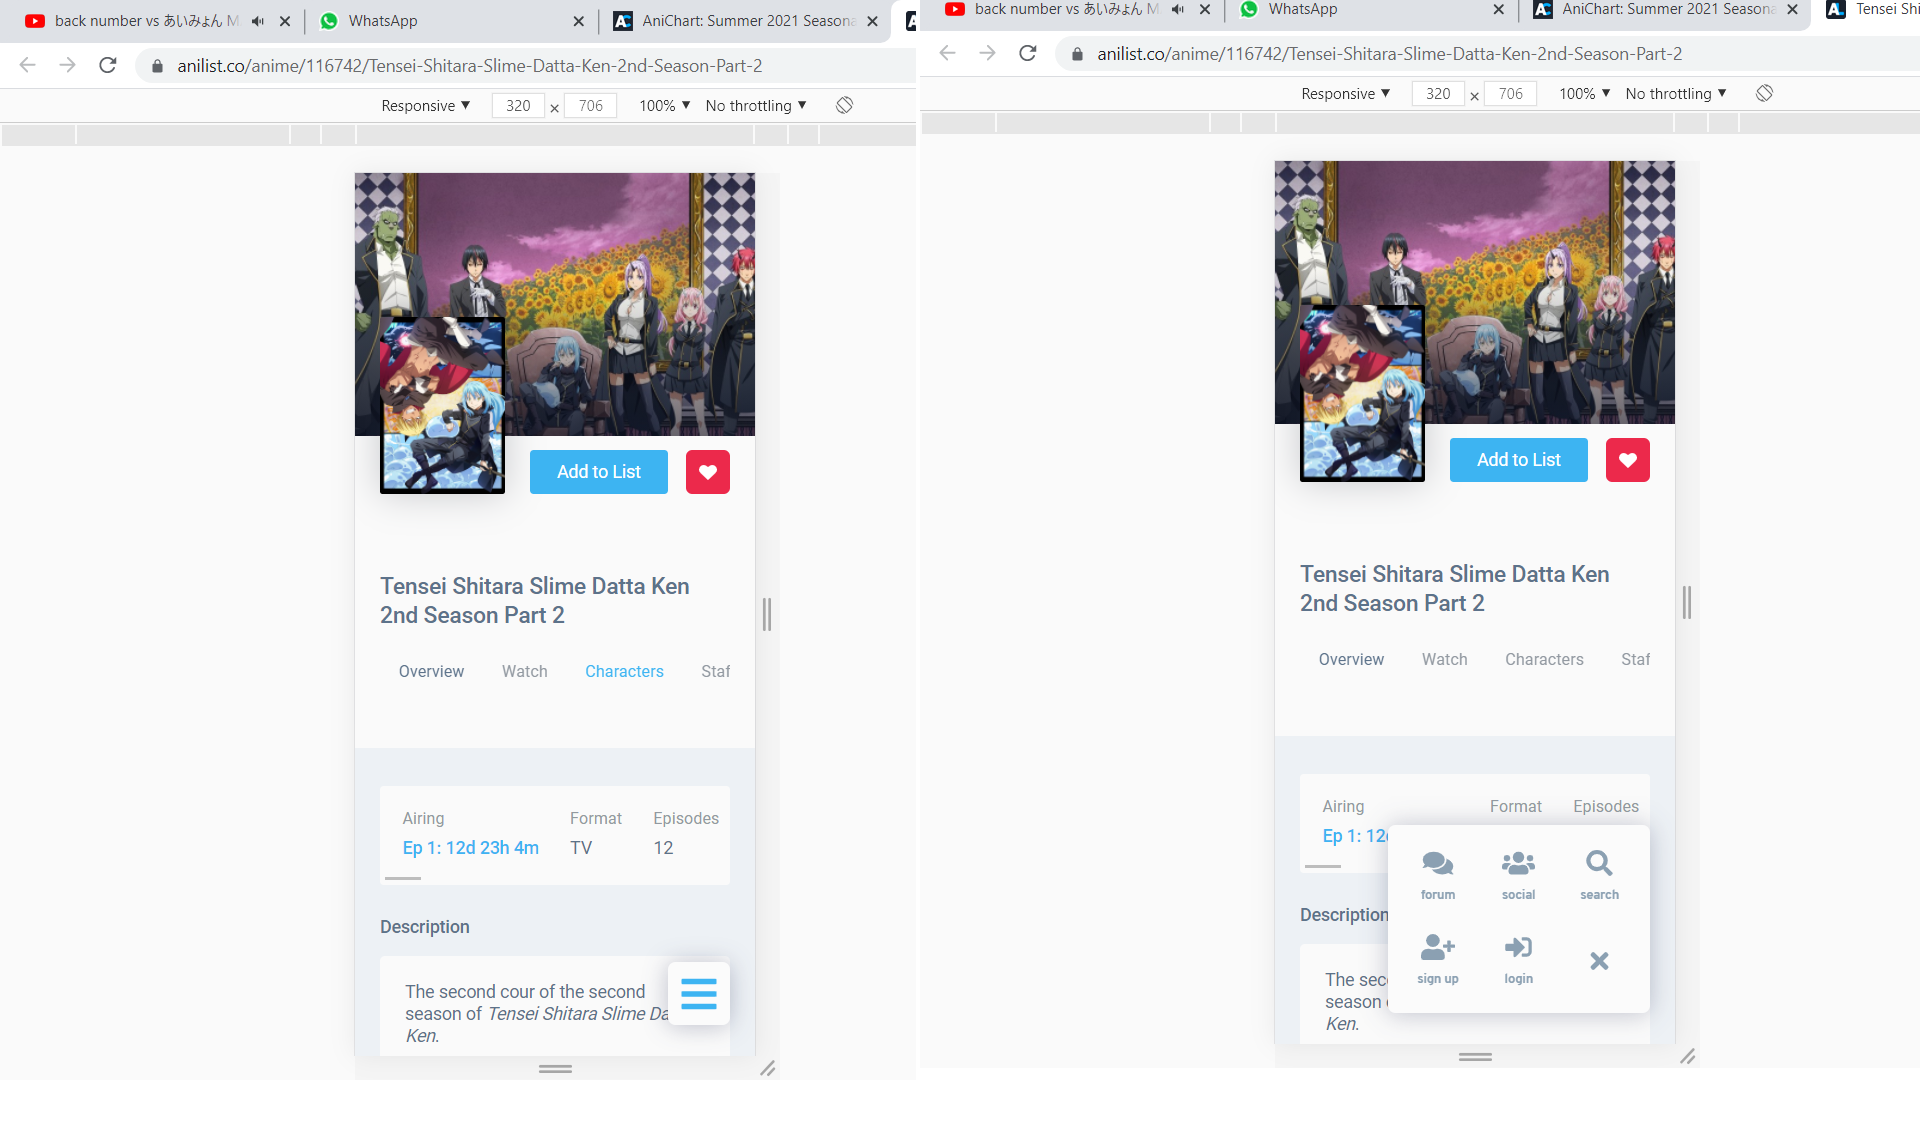 back number vs あいみょん M
WhatsApp
AniChart: Summer 2021 Seasona
anilist.co/anime/116742/Tensei-Shitara-Slime-Datta-Ken-2nd-Season-Part-2
Responsive ▼ 320 × 706 100% ▼ No throttling ▼
Add to List
Tensei Shitara Slime Datta Ken
2nd Season Part 2
Overview Watch Characters Staf
Airing Format Episodes
Ep 1: 12d 23h 4m TV 12
Description
The second cour of the second
season of Tensei Shitara Slime Da
Ken.
back number vs あいみょん M
WhatsApp
AniChart: Summer 2021 Seasona
Tensei Shi
anilist.co/anime/116742/Tensei-Shitara-Slime-Datta-Ken-2nd-Season-Part-2
Responsive ▼ 320 × 706 100% ▼ No throttling ▼
Add to List
Tensei Shitara Slime Datta Ken
2nd Season Part 2
Overview Watch Characters Staf
Airing Format Episodes
Ep 1: 12d
forum social search
sign up login
Description
The sec
season
Ken.